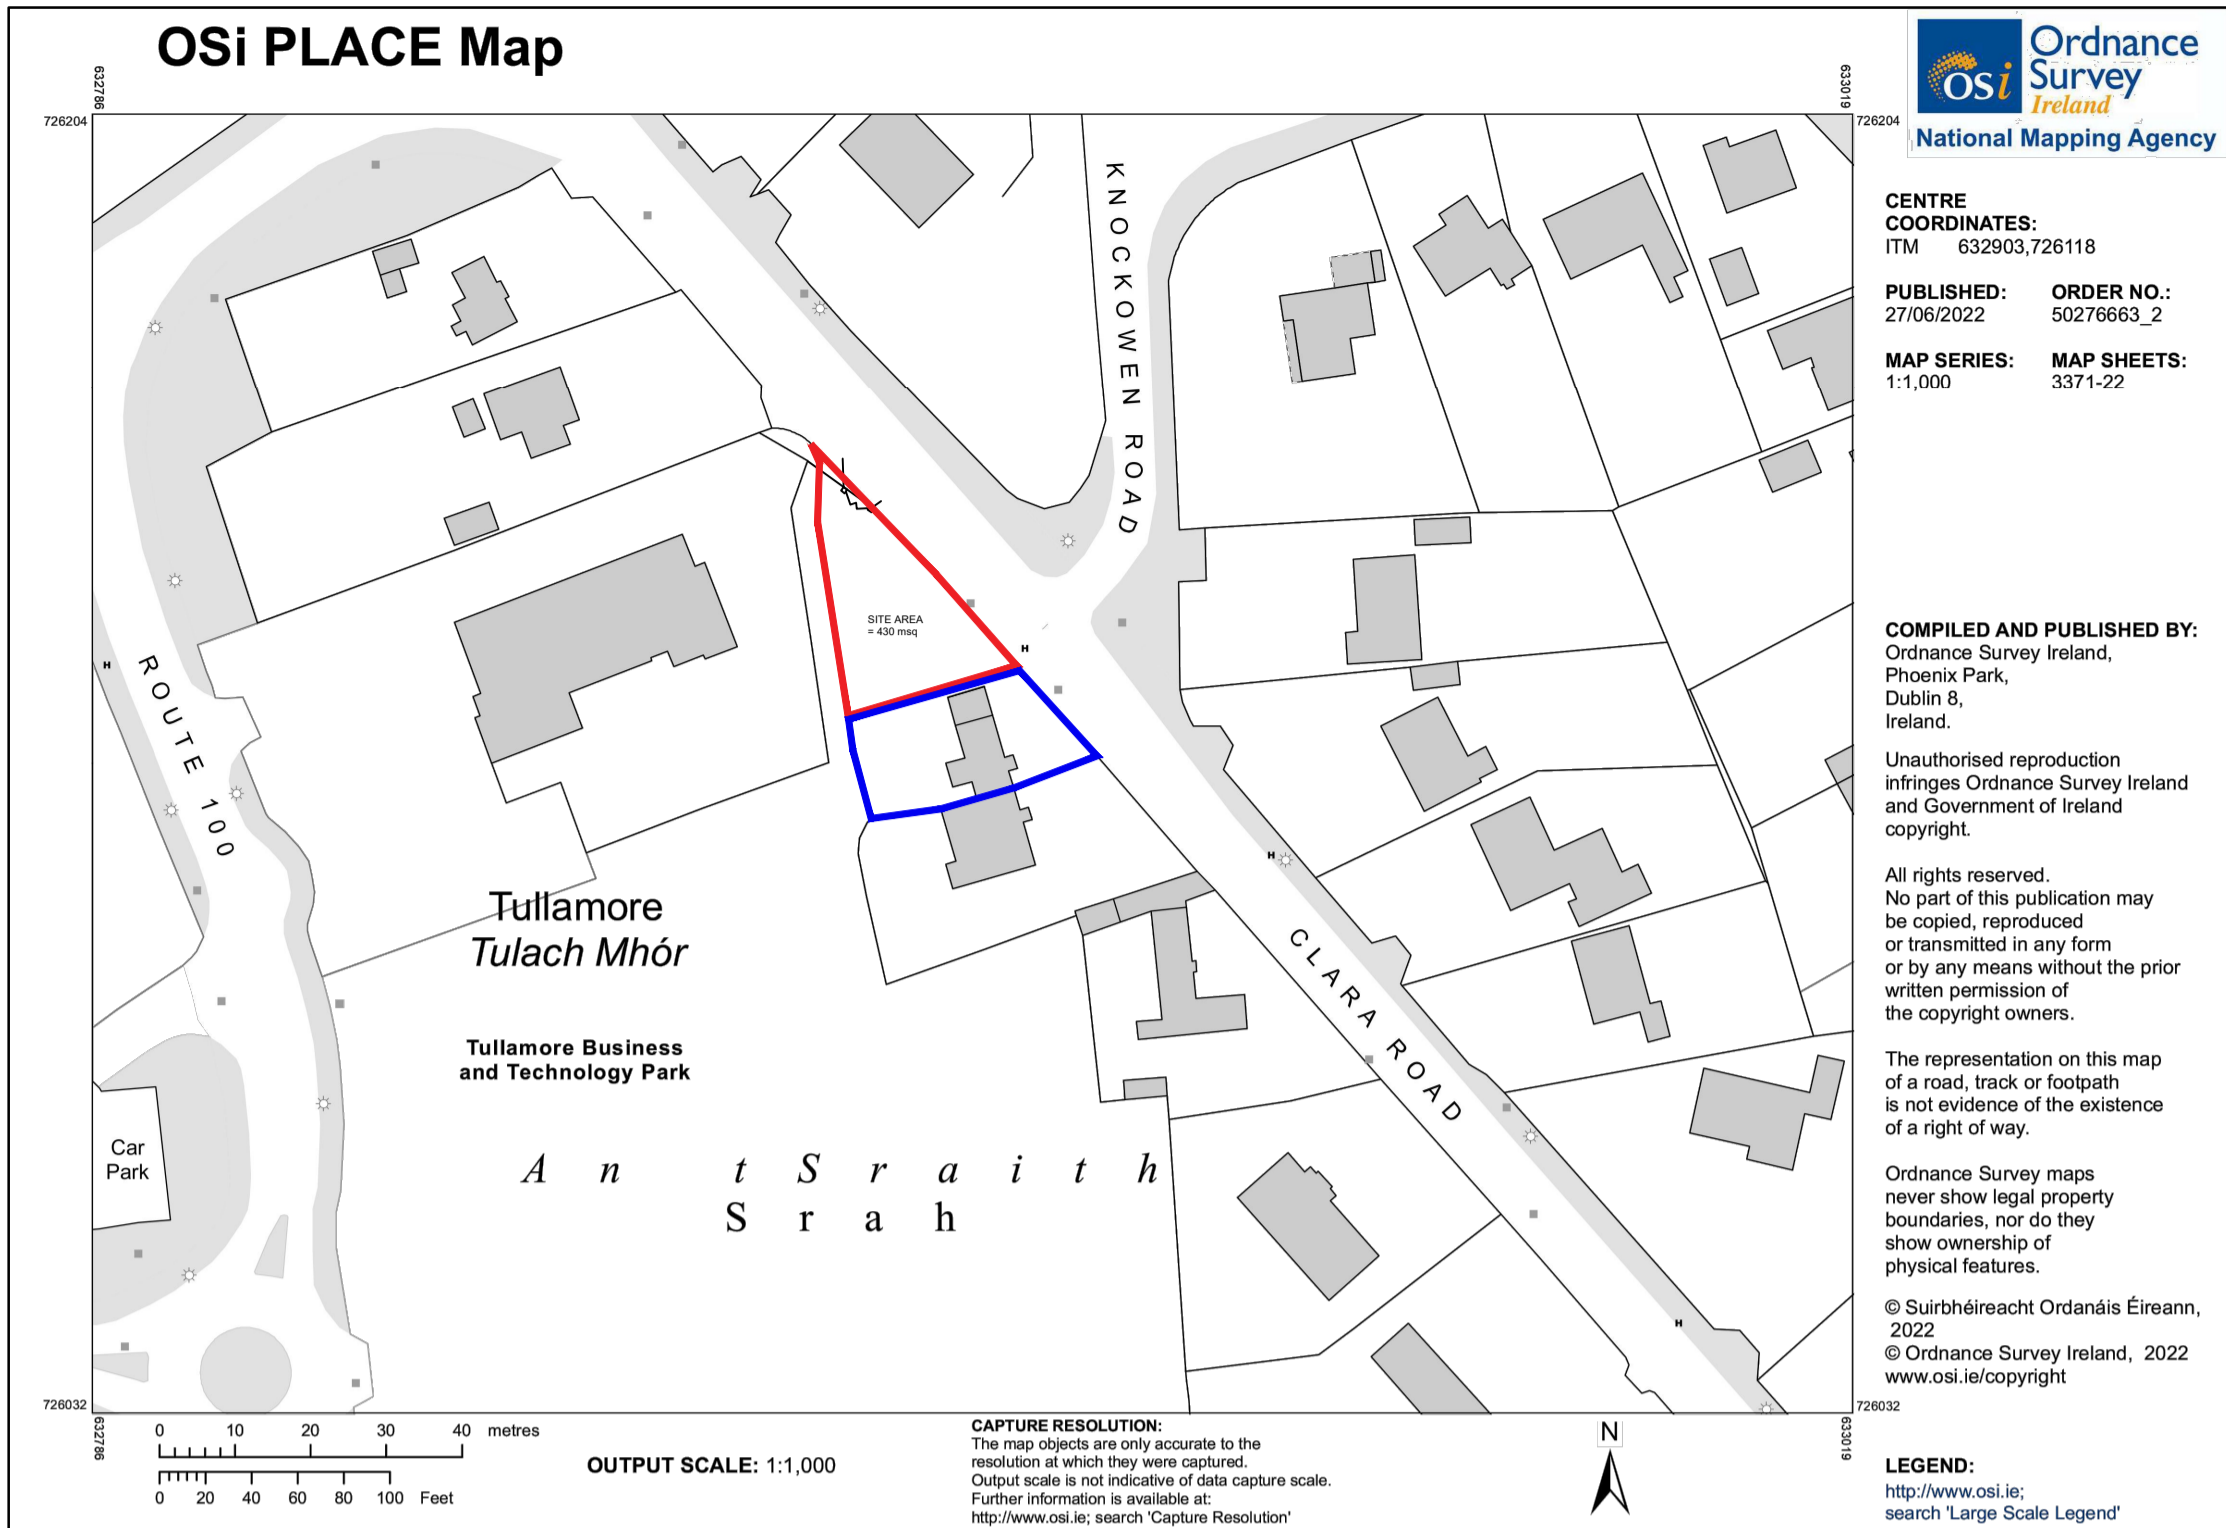 OSi PLACE Map
632786
633019
726204
726204
OSi
Ordnance
Survey
Ireland
National Mapping Agency
CENTRE
COORDINATES:
ITM 632903,726118
PUBLISHED: ORDER NO.:
27/06/2022 50276663_2
MAP SERIES: MAP SHEETS:
1:1,000 3371-22
COMPILED AND PUBLISHED BY:
Ordnance Survey Ireland,
Phoenix Park,
Dublin 8,
Ireland.
Unauthorised reproduction
infringes Ordnance Survey Ireland
and Government of Ireland
copyright.
All rights reserved.
No part of this publication may
be copied, reproduced
or transmitted in any form
or by any means without the prior
written permission of
the copyright owners.
The representation on this map
of a road, track or footpath
is not evidence of the existence
of a right of way.
Ordnance Survey maps
never show legal property
boundaries, nor do they
show ownership of
physical features.
© Suirbhéireacht Ordanáis Éireann,
2022
© Ordnance Survey Ireland, 2022
www.osi.ie/copyright
LEGEND:
http://www.osi.ie;
search 'Large Scale Legend'
KNOCKOWEN ROAD
SITE AREA
= 430 msq
H
H
ROUTE 100
H
CLARA ROAD
H
Tullamore
Tulach Mhór
Tullamore Business
and Technology Park
An tSraith
Srah
Car
Park
726032
726032
632786
633019
0 10 20 30 40 metres
0 20 40 60 80 100 Feet
OUTPUT SCALE: 1:1,000
CAPTURE RESOLUTION:
The map objects are only accurate to the
resolution at which they were captured.
Output scale is not indicative of data capture scale.
Further information is available at:
http://www.osi.ie; search 'Capture Resolution'
N